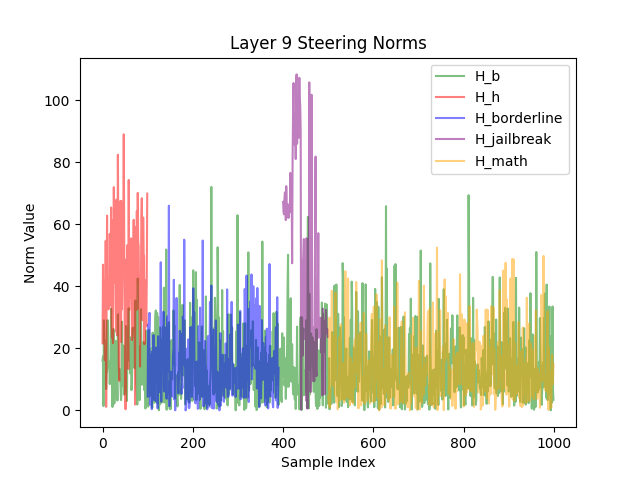 Layer 9 Steering Norms
Norm Value
100
80
60
40
20
0
H_b
H_h
H_borderline
H_jailbreak
H_math
0
200
400
600
800
1000
Sample Index